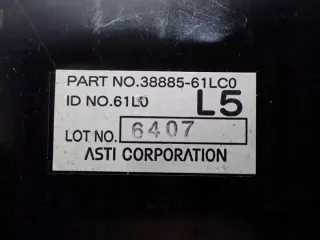 PART NO.38885-61LC0
ID NO.61L0 L5
LOT NO. 6407
ASTI CORPORATION